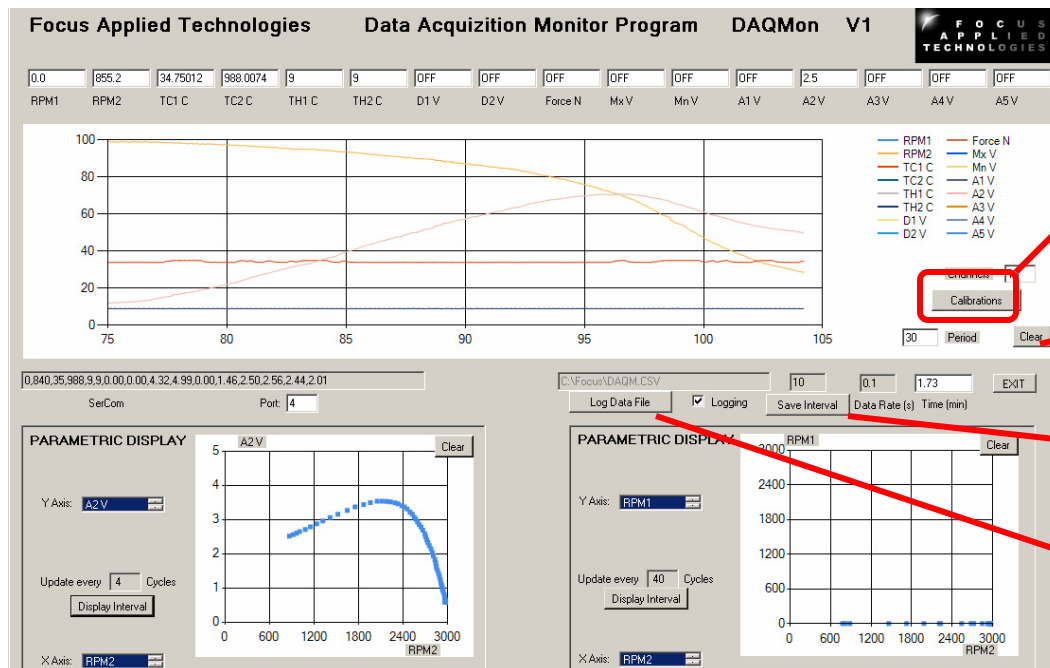 Focus Applied Technologies Data Acquizition Monitor Program DAQMon V1
FOCUS
APPLIED
TECHNOLOGIES
0.0 855.2 34.75012 988.0074 9 9 OFF OFF OFF OFF OFF OFF 2.5 OFF OFF OFF
RPM1 RPM2 TC1 C TC2 C TH1 C TH2 C D1 V D2 V Force N Mx V Mn V A1 V A2 V A3 V A4 V A5 V
100
80
60
40
20
0
75 80 85 90 95 100 105
RPM1 Force N
RPM2 Mx V
TC1 C Mn V
TC2 C A1 V
TH1 C A2 V
TH2 C A3 V
D1 V A4 V
D2 V A5 V
Channels
Calibrations
30 Period Clear
0,840,35,988,9,9,0.00,0.00,4.32,4.99,0.00,1.46,2.50,2.56,2.44,2.01
SerCom Port: 4
C:\Focus\DAQM.CSV 10 0.1 1.73 EXIT
Log Data File Logging Save Interval Data Rate (s) Time (min)
PARAMETRIC DISPLAY
A2 V
Clear
5
4
3
2
1
0
0 600 1200 1800 2400 3000
RPM2
Y Axis: A2 V
Update every 4 Cycles
Display Interval
X Axis: RPM2
PARAMETRIC DISPLAY
RPM1
Clear
3000
2400
1800
1200
600
0
0 600 1200 1800 2400 3000
RPM2
Y Axis: RPM1
Update every 40 Cycles
Display Interval
X Axis: RPM2